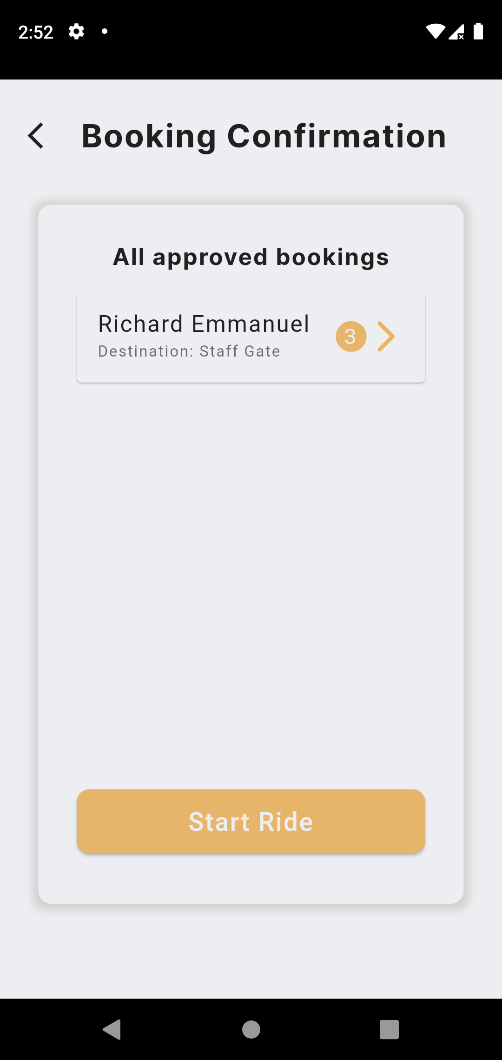 2:52
Booking Confirmation
All approved bookings
Richard Emmanuel
Destination: Staff Gate
3
Start Ride